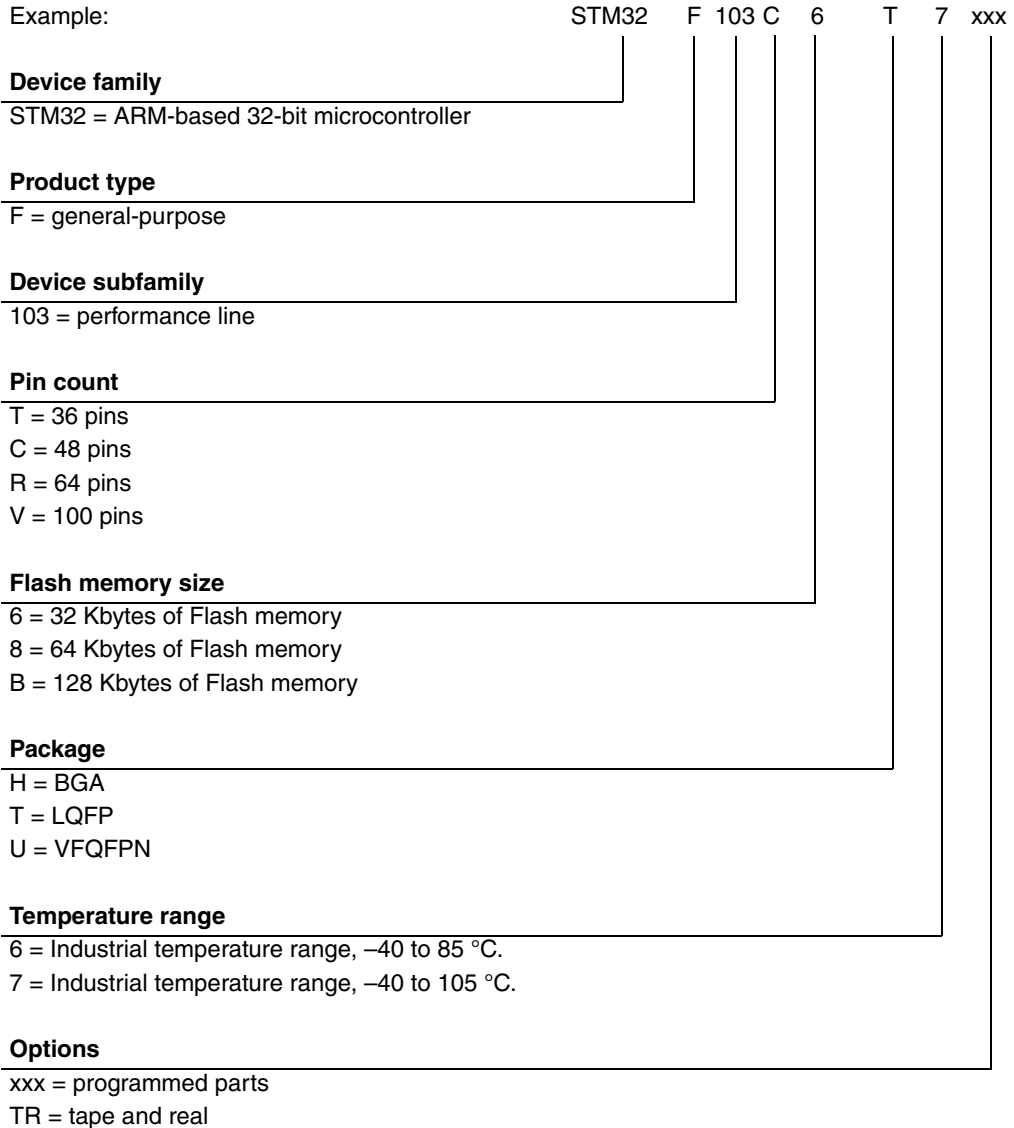 Example: STM32 F 103 C 6 T 7 xxx
Device family
STM32 = ARM-based 32-bit microcontroller
Product type
F = general-purpose
Device subfamily
103 = performance line
Pin count
T = 36 pins
C = 48 pins
R = 64 pins
V = 100 pins
Flash memory size
6 = 32 Kbytes of Flash memory
8 = 64 Kbytes of Flash memory
B = 128 Kbytes of Flash memory
Package
H = BGA
T = LQFP
U = VFQFPN
Temperature range
6 = Industrial temperature range, –40 to 85 °C.
7 = Industrial temperature range, –40 to 105 °C.
Options
xxx = programmed parts
TR = tape and real